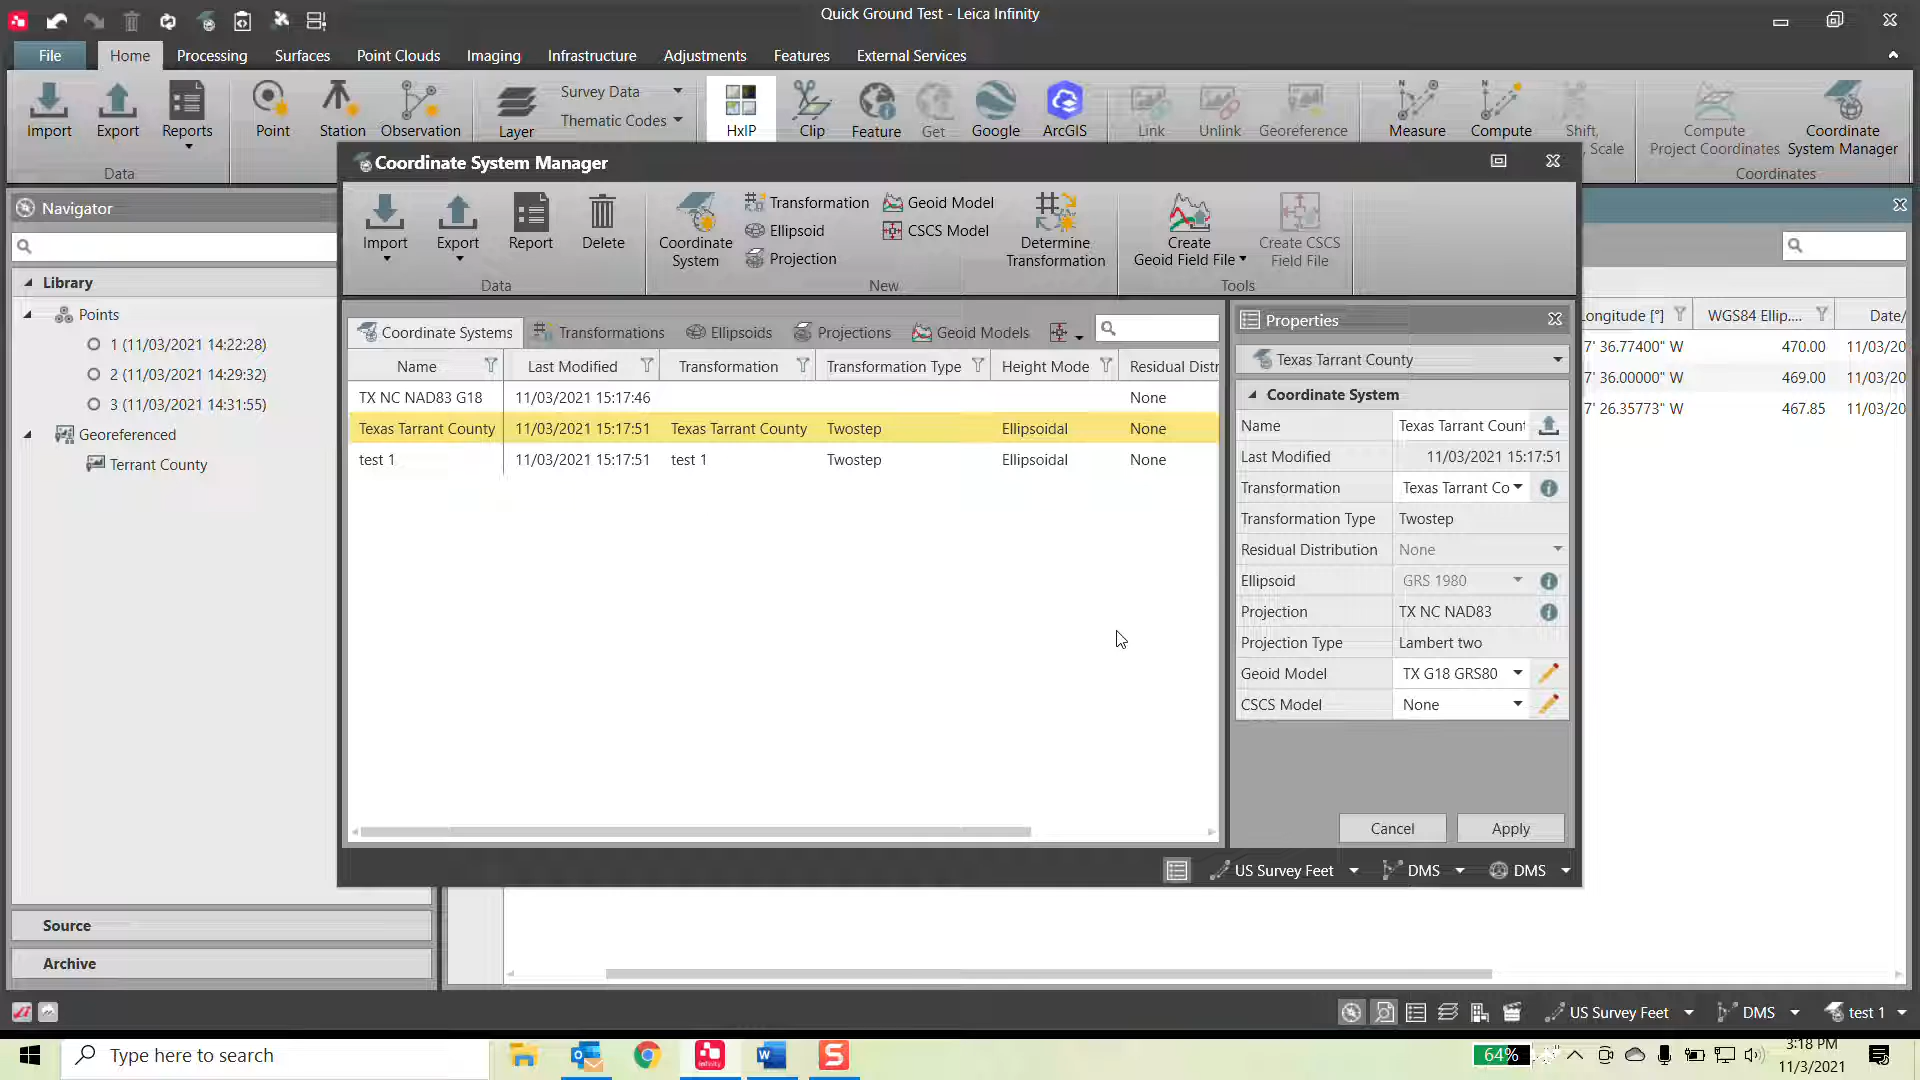 Quick Ground Test - Leica Infinity
File Home Processing Surfaces Point Clouds Imaging Infrastructure Adjustments Features External Services
Import Export Reports
Data
Point Station Observation
Layer
Survey Data
Thematic Codes
HxIP Clip Feature Get Google ArcGIS
Link Unlink Georeference
Measure Compute Shift,
Scale
Compute
Project Coordinates
Coordinate
System Manager
Coordinates
Navigator
Library
Points
1 (11/03/2021 14:22:28)
2 (11/03/2021 14:29:32)
3 (11/03/2021 14:31:55)
Georeferenced
Terrant County
Source
Archive
Coordinate System Manager
Import Export Report Delete
Data
Coordinate
System
Transformation
Ellipsoid
Projection
Geoid Model
CSCS Model
Determine
Transformation
New
Create
Geoid Field File
Create CSCS
Field File
Tools
Coordinate Systems Transformations Ellipsoids Projections Geoid Models
Name Last Modified Transformation Transformation Type Height Mode Residual Distr
TX NC NAD83 G18 11/03/2021 15:17:46 None
Texas Tarrant County 11/03/2021 15:17:51 Texas Tarrant County Twostep Ellipsoidal None
test 1 11/03/2021 15:17:51 test 1 Twostep Ellipsoidal None
Properties
Texas Tarrant County
Coordinate System
Name Texas Tarrant Count
Last Modified 11/03/2021 15:17:51
Transformation Texas Tarrant Co
Transformation Type Twostep
Residual Distribution None
Ellipsoid GRS 1980
Projection TX NC NAD83
Projection Type Lambert two
Geoid Model TX G18 GRS80
CSCS Model None
Cancel Apply
US Survey Feet DMS DMS
ongitude [°] WGS84 Ellip.... Date/
7' 36.77400" W 470.00 11/03/20
7' 36.00000" W 469.00 11/03/20
7' 26.35773" W 467.85 11/03/20
US Survey Feet DMS test 1
Type here to search
64%
3:18 PM
11/3/2021